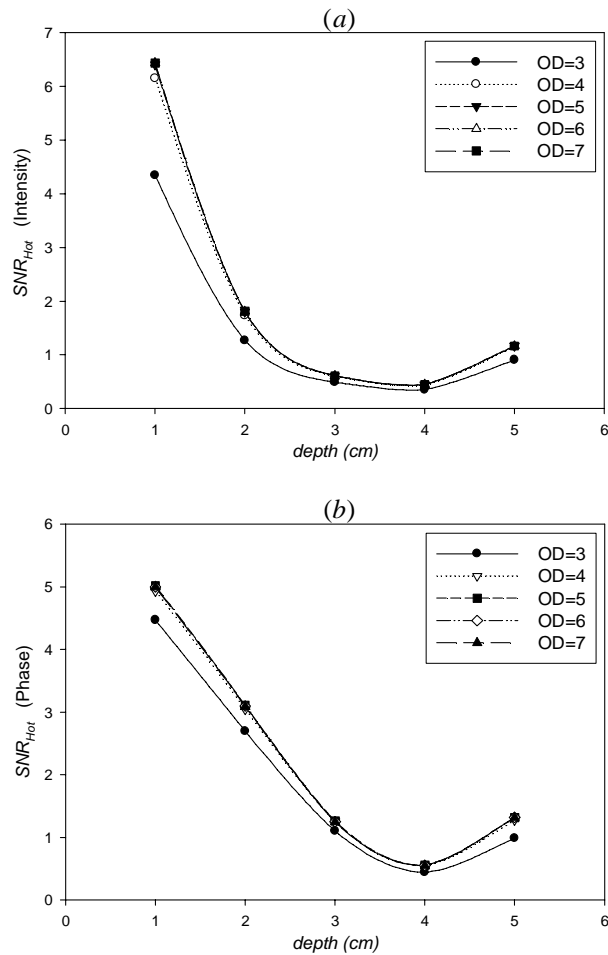 (a)
7
6
5
4
3
2
1
0
SNR_Hot (Intensity)
0 1 2 3 4 5 6
depth (cm)
OD=3
OD=4
OD=5
OD=6
OD=7
(b)
6
5
4
3
2
1
0
SNR_Hot (Phase)
0 1 2 3 4 5 6
depth (cm)
OD=3
OD=4
OD=5
OD=6
OD=7